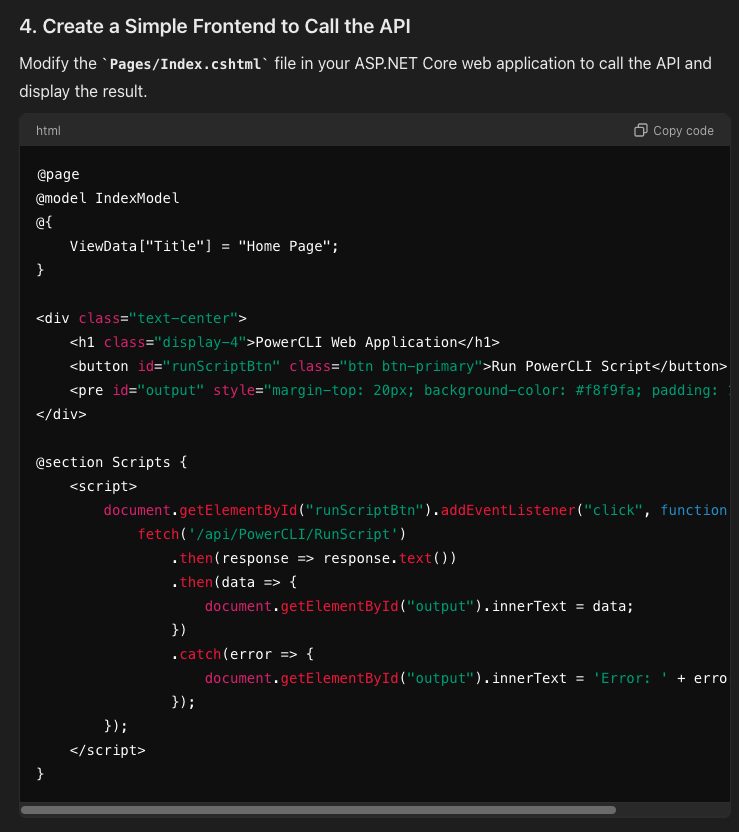 4. Create a Simple Frontend to Call the API
Modify the `Pages/Index.cshtml` file in your ASP.NET Core web application to call the API and
display the result.
html
Copy code
@page
@model IndexModel
@{
    ViewData["Title"] = "Home Page";
}

<div class="text-center">
    <h1 class="display-4">PowerCLI Web Application</h1>
    <button id="runScriptBtn" class="btn btn-primary">Run PowerCLI Script</button>
    <pre id="output" style="margin-top: 20px; background-color: #f8f9fa; padding:
</div>

@section Scripts {
    <script>
        document.getElementById("runScriptBtn").addEventListener("click", function
            fetch('/api/PowerCLI/RunScript')
                .then(response => response.text())
                .then(data => {
                    document.getElementById("output").innerText = data;
                })
                .catch(error => {
                    document.getElementById("output").innerText = 'Error: ' + erro
                });
        });
    </script>
}